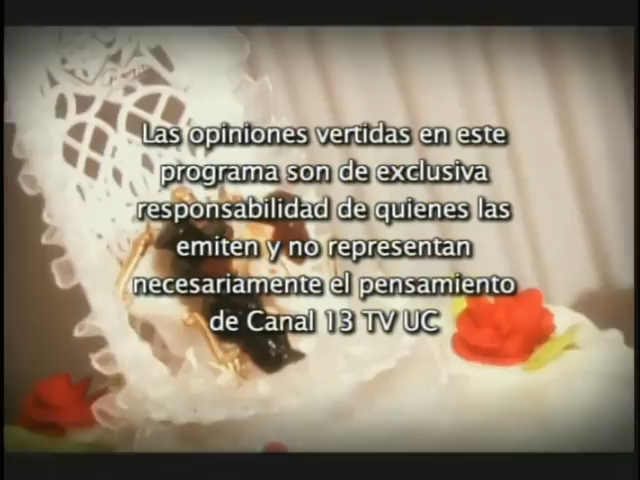 Las opiniones vertidas en este
programa son de exclusiva
responsabilidad de quienes las
emiten y no representan
necesariamente el pensamiento
de Canal 13 TV UC